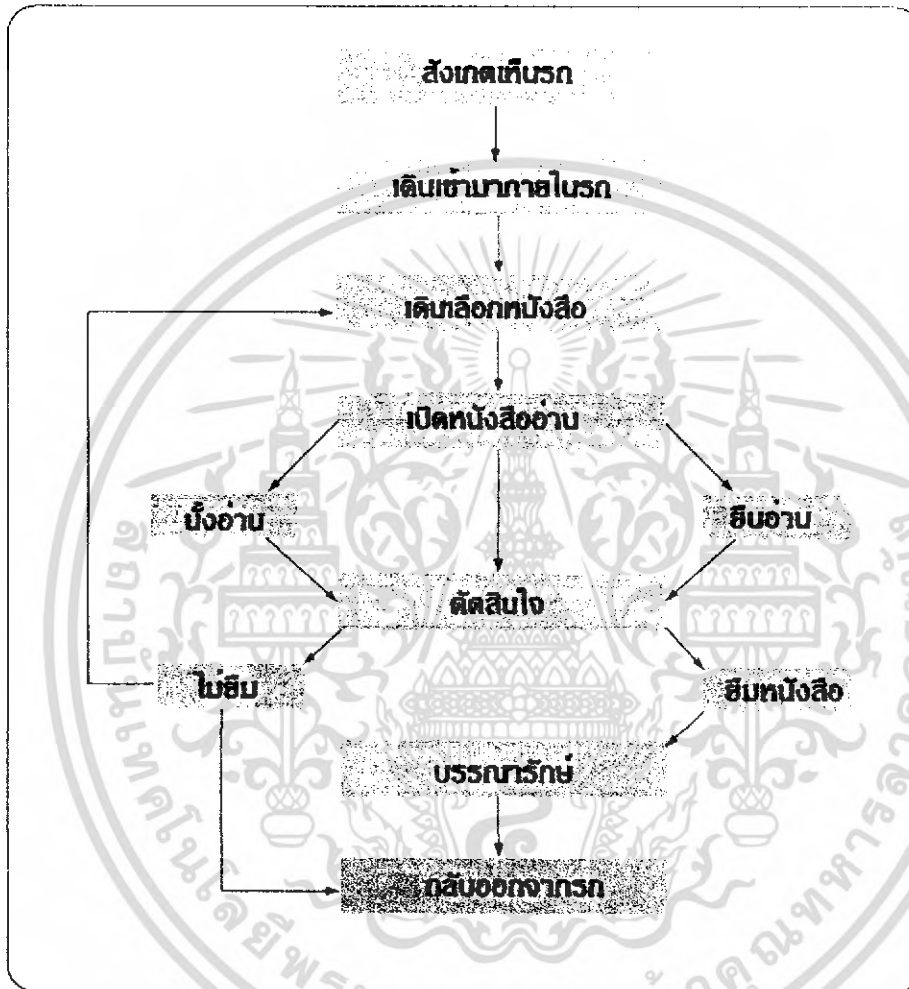 สังเกตเห็นรถ
เดินเข้ามาภายในรถ
เดินเลือกหนังสือ
เปิดหนังสืออ่าน
นั่งอ่าน
ยืนอ่าน
ตัดสินใจ
ไม่ยืม
ยืมหนังสือ
บรรณารักษ์
กลับออกจากรถ